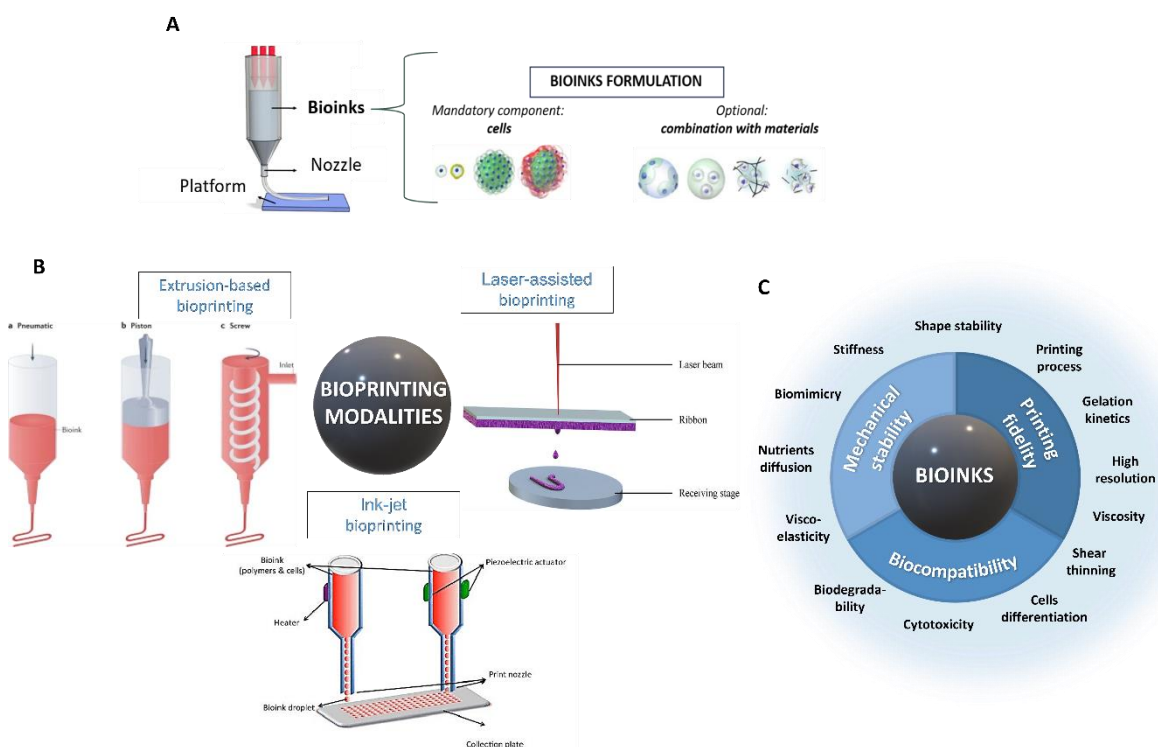 A
BIOINKS FORMULATION
Bioinks
Mandatory component:
cells
Optional:
combination with materials
Nozzle
Platform
B
Extrusion-based
bioprinting
a Pneumatic
b Piston
c Screw
Inlet
Bioink
BIOPRINTING
MODALITIES
Laser-assisted
bioprinting
Laser beam
Ribbon
Receiving stage
Ink-jet
bioprinting
Bioink
(polymers & cells)
Piezoelectric actuator
Heater
Print nozzle
Bioink droplet
Collection plate
C
Shape stability
Stiffness
Printing
process
Biomimicry
Gelation
kinetics
Nutrients
diffusion
High
resolution
Visco-
elasticity
Viscosity
Shear
thinning
Biodegrada-
bility
Cells
differentiation
Cytotoxicity
Mechanical
stability
Printing
fidelity
BIOINKS
Biocompatibility